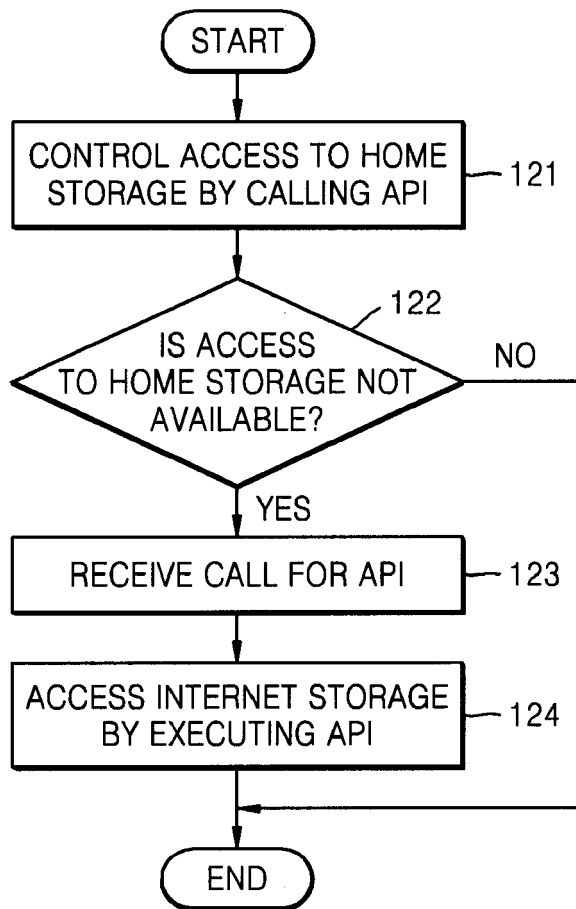 START
CONTROL ACCESS TO HOME
STORAGE BY CALLING API
121
122
IS ACCESS
TO HOME STORAGE NOT
AVAILABLE?
NO
YES
RECEIVE CALL FOR API
123
ACCESS INTERNET STORAGE
BY EXECUTING API
124
END